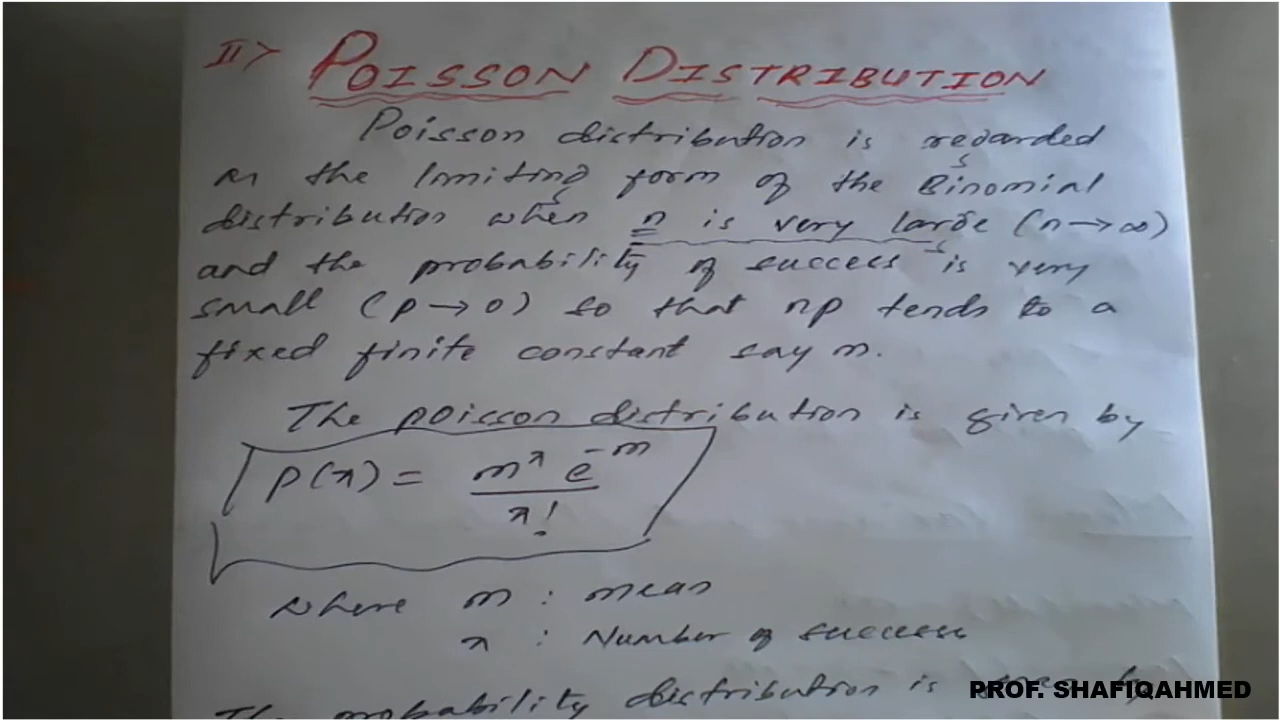 II> POISSON DISTRIBUTION
Poisson distribution is regarded
as the limiting form of the Binomial
distribution when n is very large (n→∞)
and the probability of success is very
small (p→0) so that np tends to a
fixed finite constant say m.
The poisson distribution is given by
P(x) = m^x e^-m / x!
where m : mean
x : Number of success
The probability distribution is given by
PROF. SHAFIQAHMED